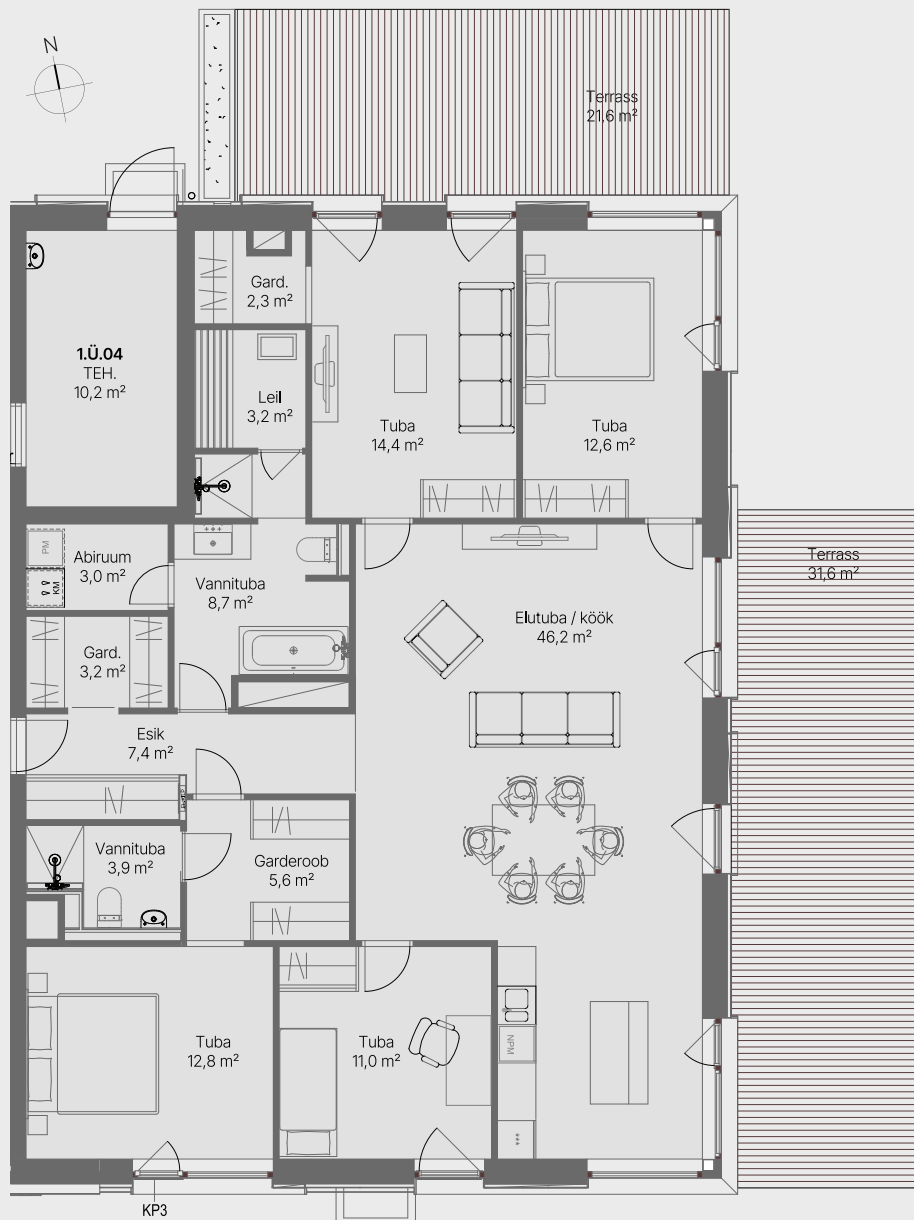 N
Terrass
21,6 m²
Gard.
2,3 m²
1.Ü.04
TEH.
10,2 m²
Leil
3,2 m²
Tuba
14,4 m²
Tuba
12,6 m²
PM
KM
Abiruum
3,0 m²
Vannituba
8,7 m²
Terrass
31,6 m²
Elutuba / köök
46,2 m²
Gard.
3,2 m²
Esik
7,4 m²
Vannituba
3,9 m²
Garderoob
5,6 m²
Tuba
12,8 m²
Tuba
11,0 m²
NPM
KP3